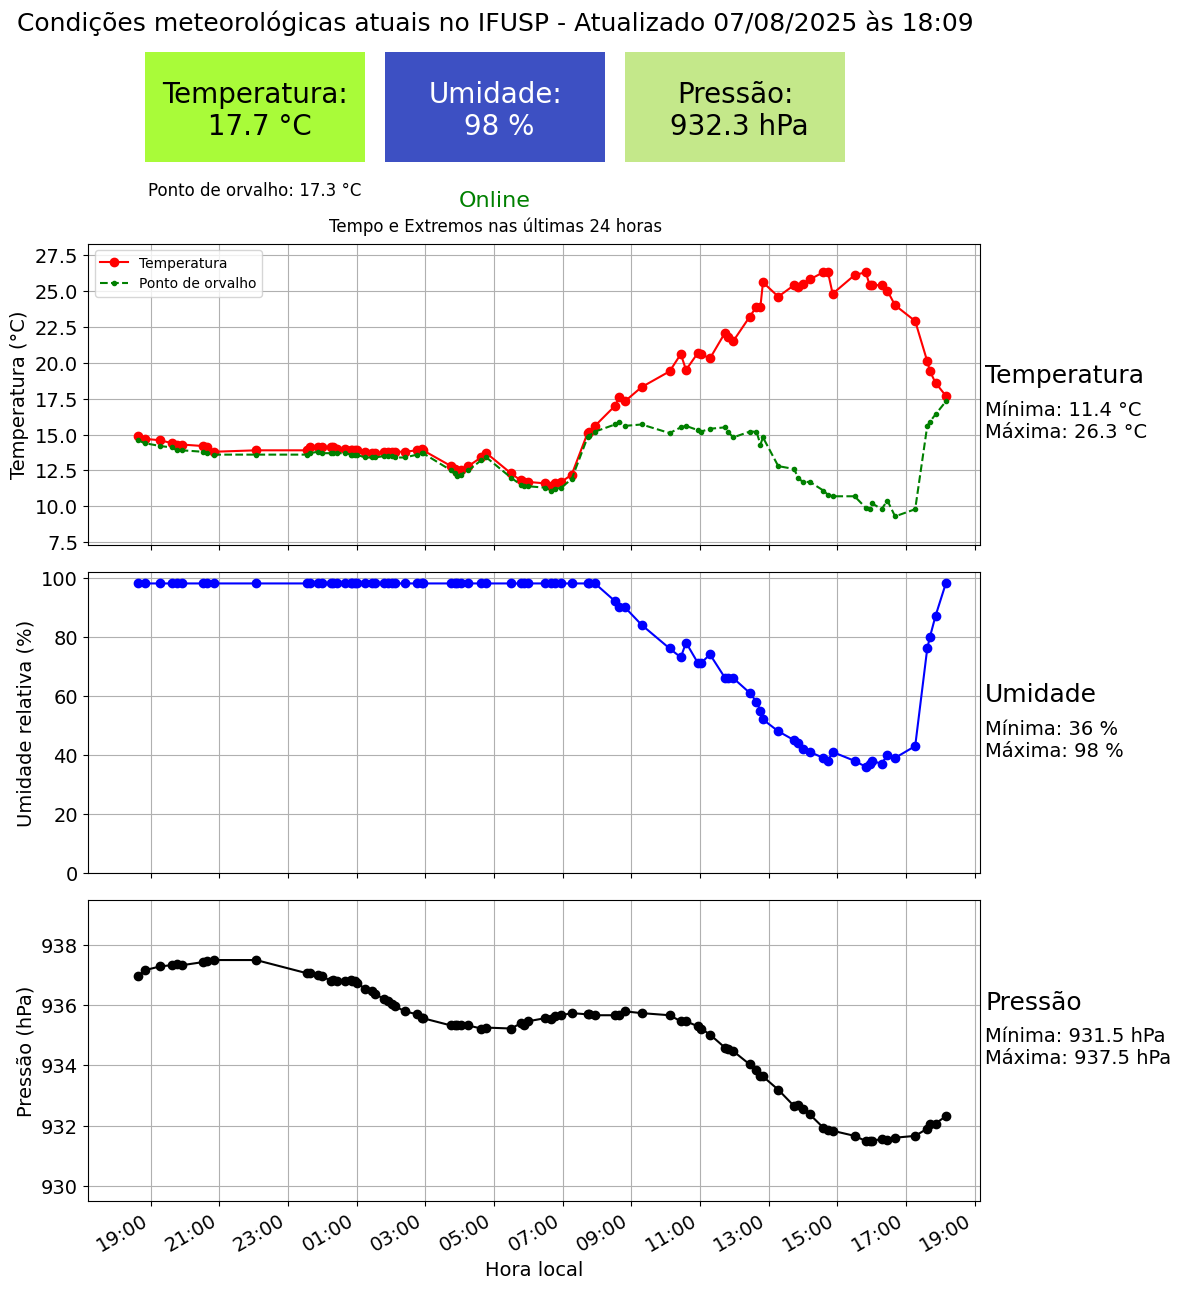 Condições meteorológicas atuais no IFUSP - Atualizado 07/08/2025 às 18:09
Temperatura:
17.7 °C
Umidade:
98 %
Pressão:
932.3 hPa
Ponto de orvalho: 17.3 °C
Online
Tempo e Extremos nas últimas 24 horas
Temperatura
Ponto de orvalho
Temperatura (°C)
27.5
25.0
22.5
20.0
17.5
15.0
12.5
10.0
7.5
Temperatura
Mínima: 11.4 °C
Máxima: 26.3 °C
Umidade relativa (%)
100
80
60
40
20
0
Umidade
Mínima: 36 %
Máxima: 98 %
Pressão (hPa)
938
936
934
932
930
Pressão
Mínima: 931.5 hPa
Máxima: 937.5 hPa
19:00 21:00 23:00 01:00 03:00 05:00 07:00 09:00 11:00 13:00 15:00 17:00 19:00
Hora local